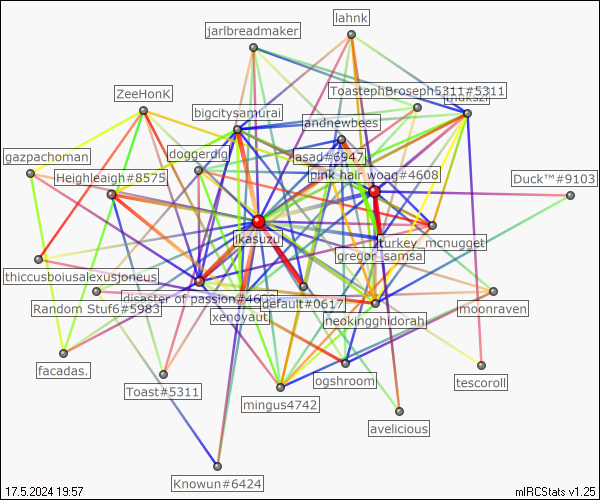 lahnk
jarlbreadmaker
ToastephBroseph5311#5311
ZeeHonK
bigcitysamurai
andnewbees
doggerdig
asad#6947
gazpachoman
Heighleaigh#8575
pink hair woag#4608
Duck™#9103
ikasuzu
turkey_mcnugget
gregor_samsa
thiccusboiusalexusjoneus
disaster of passion#46
default#0617
moonraven
Random Stuf6#5983
xenoyaut
neokingghidorah
facadas.
Toast#5311
ogshroom
tescoroll
mingus4742
avelicious
Knowun#6424
17.5.2024 19:57
mIRCStats v1.25